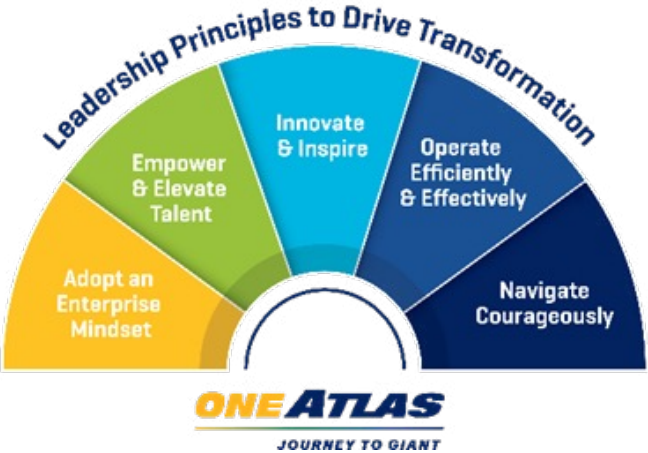 Leadership Principles to Drive Transformation
Adopt an
Enterprise
Mindset
Empower
& Elevate
Talent
Innovate
& Inspire
Operate
Efficiently
& Effectively
Navigate
Courageously
ONE ATLAS
JOURNEY TO GIANT